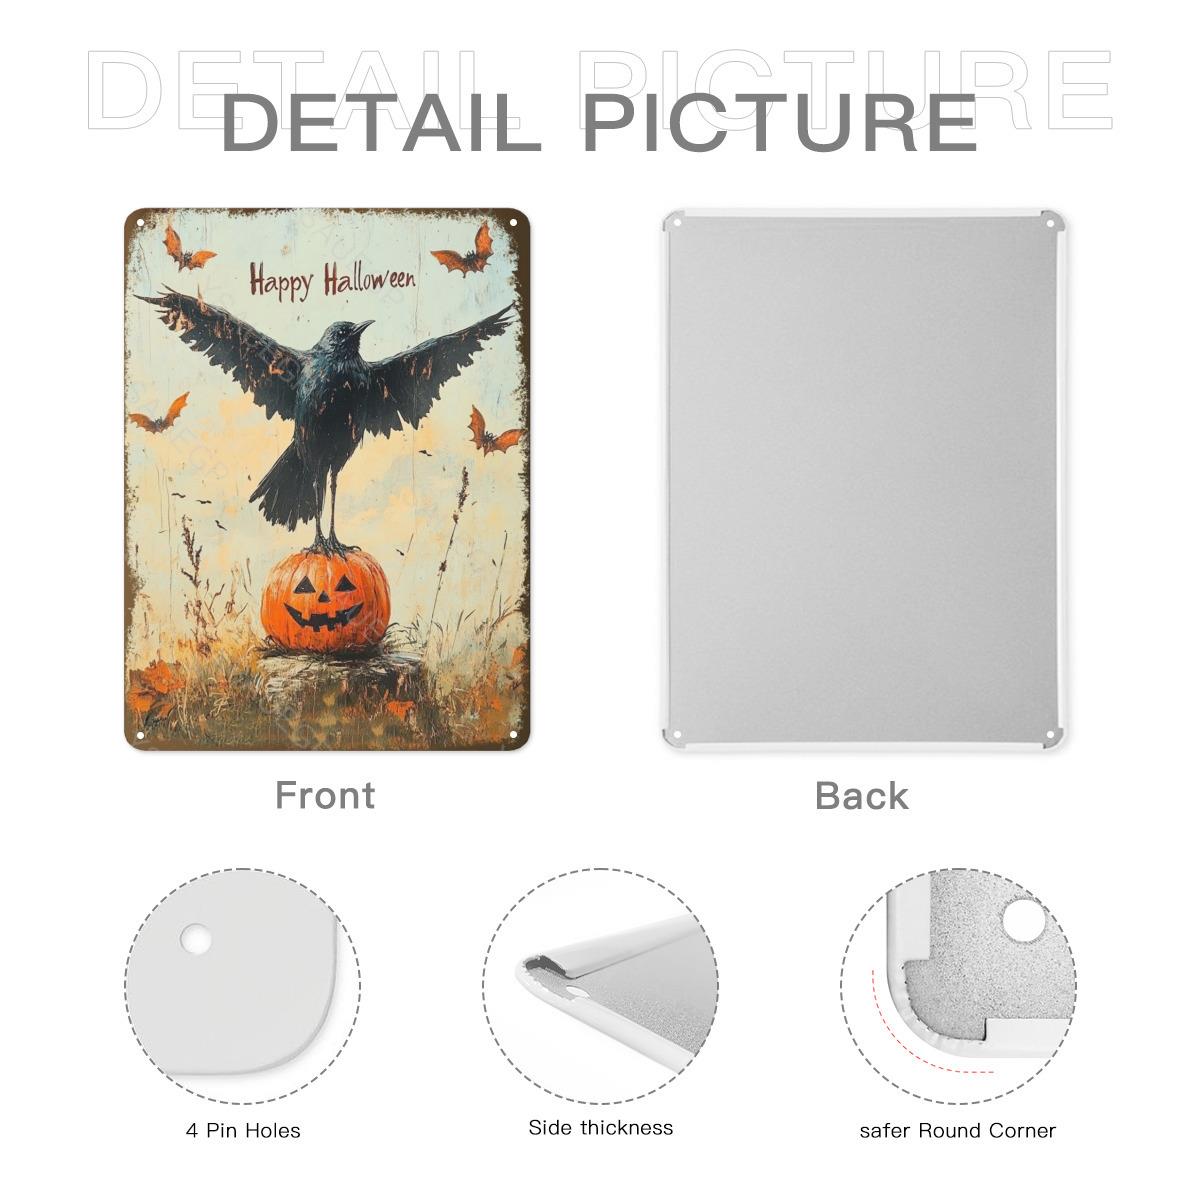 DETAIL PICTURE
DETAIL PICTURE
Happy Halloween
Front
Back
4 Pin Holes
Side thickness
safer Round Corner